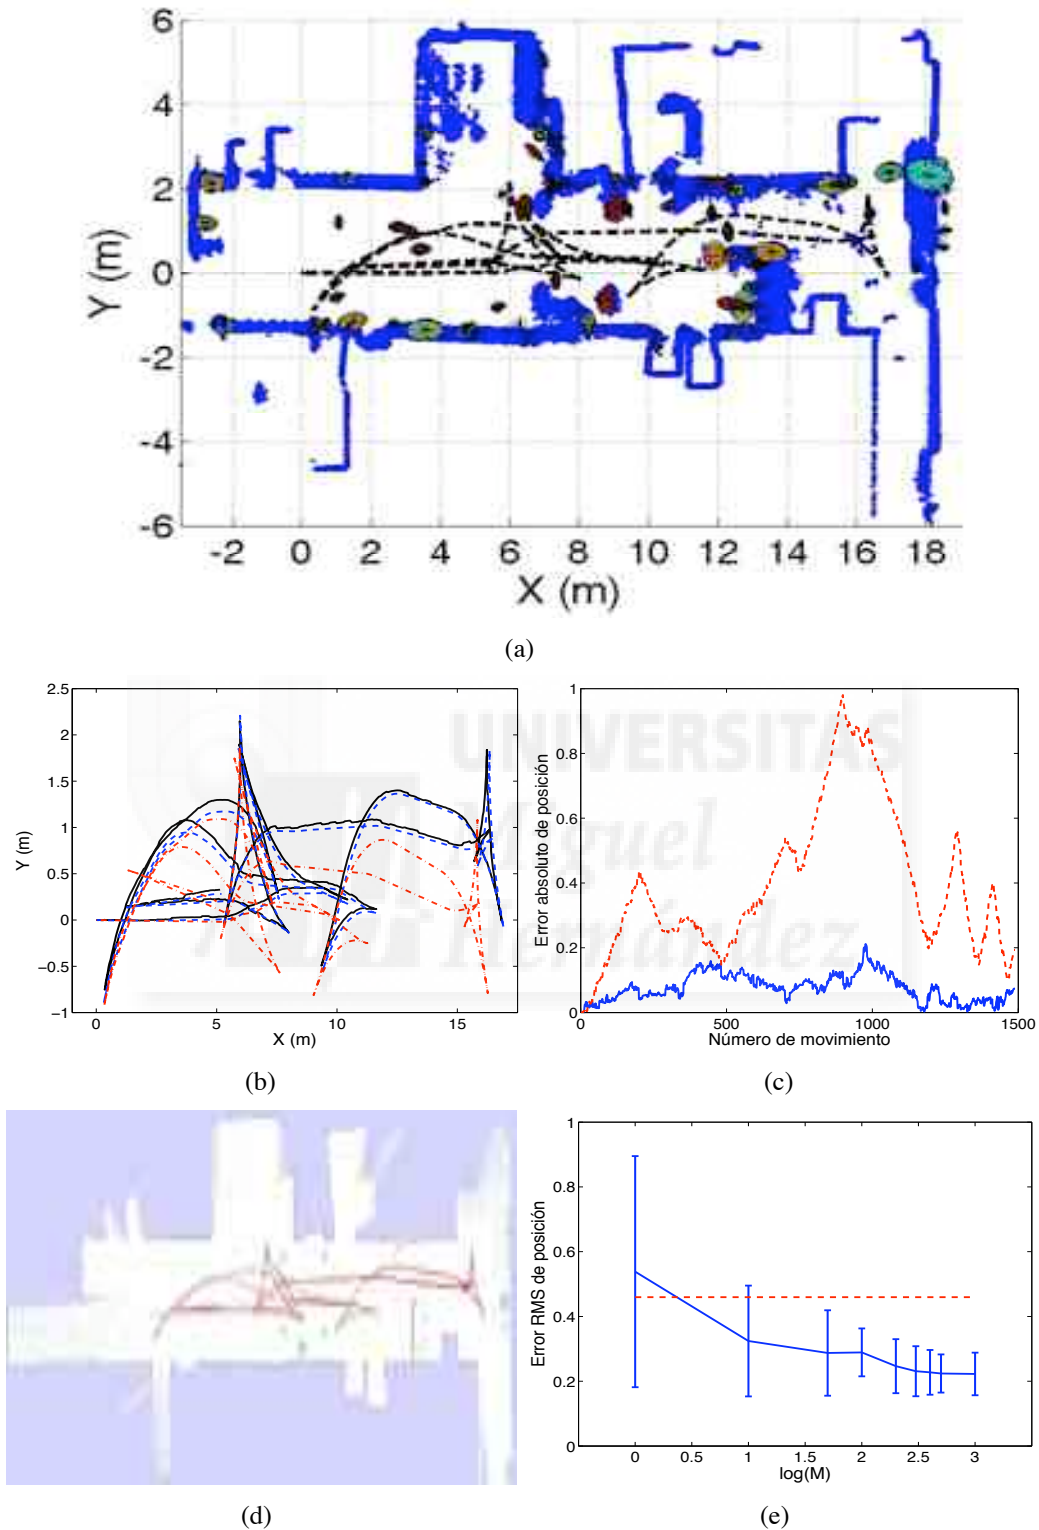 6
4
2
0
-2
-4
-6
Y (m)
-2 0 2 4 6 8 10 12 14 16 18
X (m)
(a)
2.5
2
1.5
1
0.5
0
−0.5
−1
Y (m)
0 5 10 15
X (m)
(b)
1
0.8
0.6
0.4
0.2
0
Error absoluto de posición
0 500 1000 1500
Número de movimiento
(c)
UNIVERSITAS
Miguel
Hernández
(d)
1
0.8
0.6
0.4
0.2
0
Error RMS de posición
0 0.5 1 1.5 2 2.5 3
log(M)
(e)